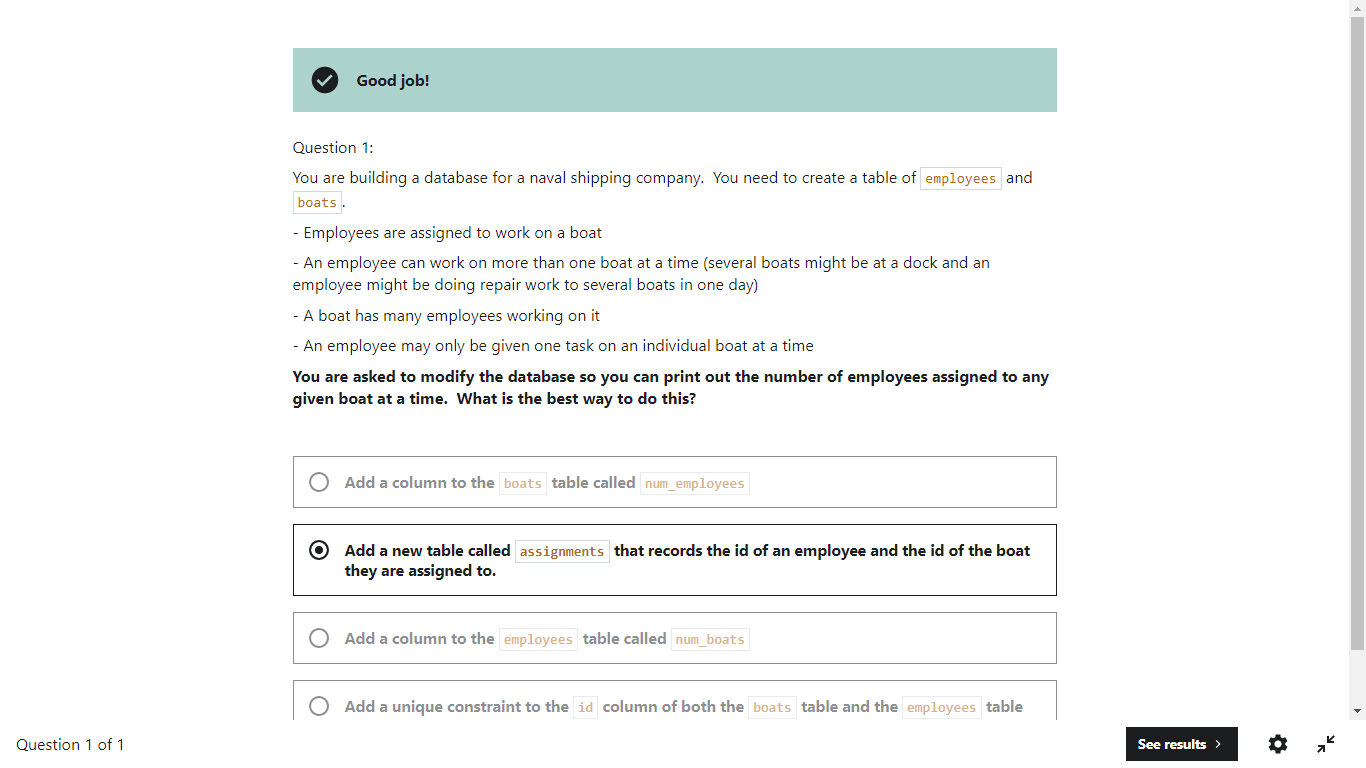 Good job!
Question 1:
You are building a database for a naval shipping company.  You need to create a table of employees and
boats.
- Employees are assigned to work on a boat
- An employee can work on more than one boat at a time (several boats might be at a dock and an
employee might be doing repair work to several boats in one day)
- A boat has many employees working on it
- An employee may only be given one task on an individual boat at a time
You are asked to modify the database so you can print out the number of employees assigned to any
given boat at a time.  What is the best way to do this?
Add a column to the boats table called num_employees
Add a new table called assignments that records the id of an employee and the id of the boat
they are assigned to.
Add a column to the employees table called num_boats
Add a unique constraint to the id column of both the boats table and the employees table
Question 1 of 1
See results